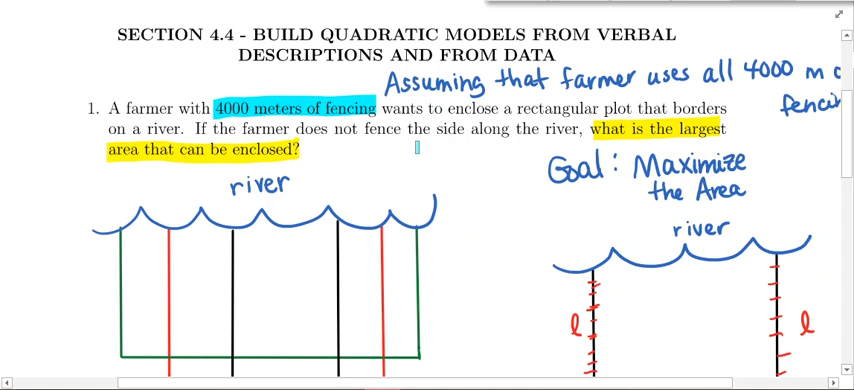 SECTION 4.4 - BUILD QUADRATIC MODELS FROM VERBAL
DESCRIPTIONS AND FROM DATA
Assuming that farmer uses all 4000 m
1. A farmer with 4000 meters of fencing wants to enclose a rectangular plot that borders
on a river. If the farmer does not fence the side along the river, what is the largest
area that can be enclosed?
Goal: Maximize
the Area
river
river
l
l